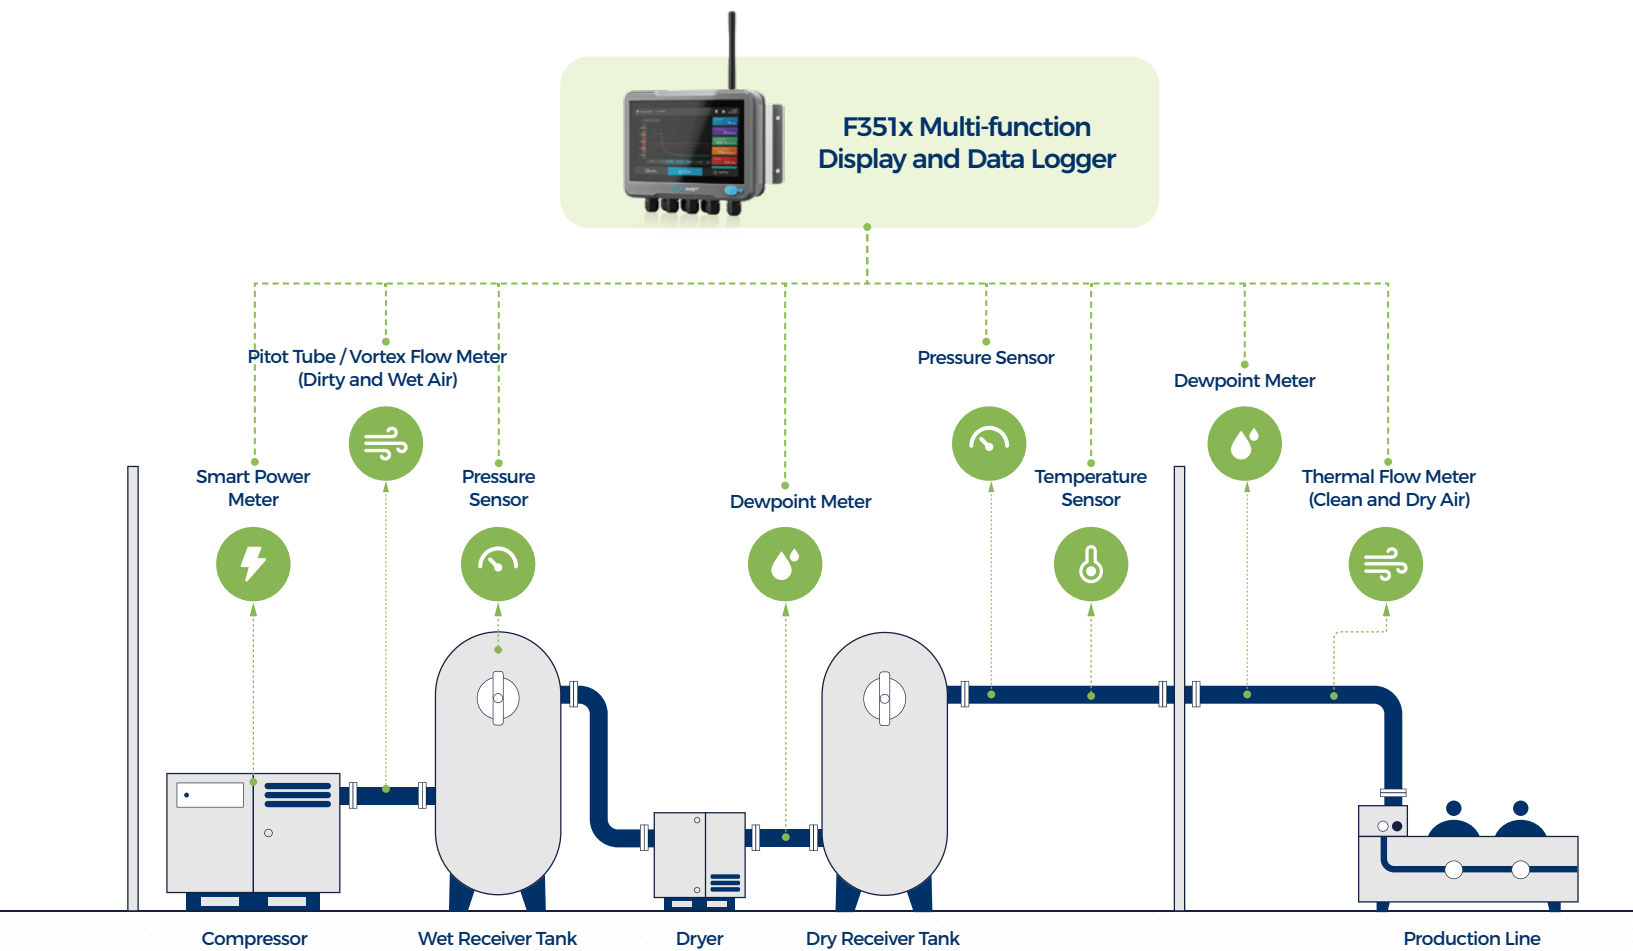 F351x Multi-function
Display and Data Logger
Pitot Tube / Vortex Flow Meter
(Dirty and Wet Air)
Pressure Sensor
Dewpoint Meter
Smart Power
Meter
Pressure
Sensor
Dewpoint Meter
Temperature
Sensor
Thermal Flow Meter
(Clean and Dry Air)
Compressor
Wet Receiver Tank
Dryer
Dry Receiver Tank
Production Line